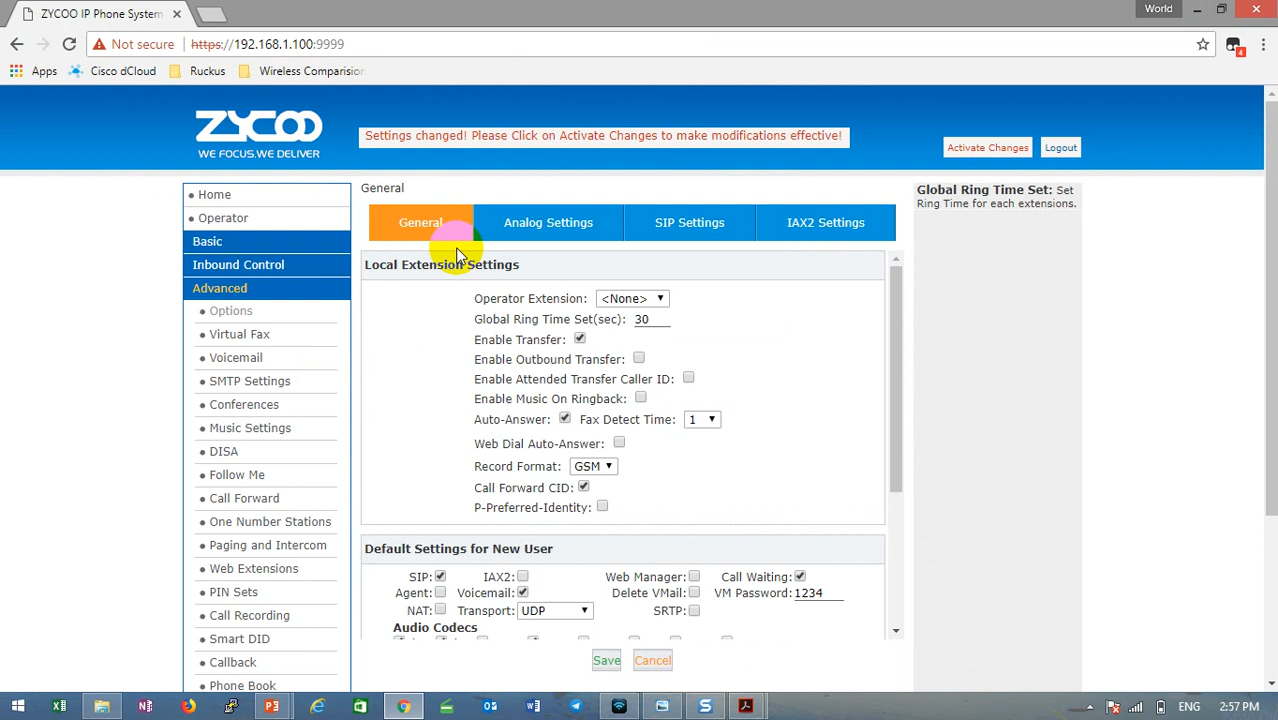 ZYCOO IP Phone System
World
Not secure
https://192.168.1.100:9999
4
Apps
Cisco dCloud
Ruckus
Wireless Comparision
ZYCOO
WE FOCUS.WE DELIVER
Settings changed! Please Click on Activate Changes to make modifications effective!
Activate Changes
Logout
Home
Operator
Basic
Inbound Control
Advanced
Options
Virtual Fax
Voicemail
SMTP Settings
Conferences
Music Settings
DISA
Follow Me
Call Forward
One Number Stations
Paging and Intercom
Web Extensions
PIN Sets
Call Recording
Smart DID
Callback
Phone Book
General
General
Analog Settings
SIP Settings
IAX2 Settings
Local Extension Settings
Operator Extension: <None>
Global Ring Time Set(sec): 30
Enable Transfer:
Enable Outbound Transfer:
Enable Attended Transfer Caller ID:
Enable Music On Ringback:
Auto-Answer: Fax Detect Time: 1
Web Dial Auto-Answer:
Record Format: GSM
Call Forward CID:
P-Preferred-Identity:
Default Settings for New User
SIP: IAX2: Web Manager: Call Waiting:
Agent: Voicemail: Delete VMail: VM Password: 1234
NAT: Transport: UDP SRTP:
Audio Codecs
Save
Cancel
Global Ring Time Set: Set
Ring Time for each extensions.
2:57 PM